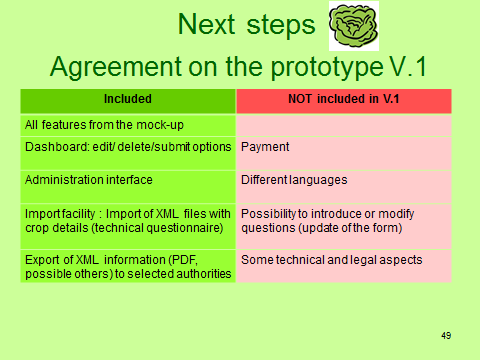 Next steps
Agreement on the prototype V.1
Included
NOT included in V.1
All features from the mock-up
Dashboard: edit/ delete/submit options
Payment
Administration interface
Different languages
Import facility : Import of XML files with
crop details (technical questionnaire)
Possibility to introduce or modify
questions (update of the form)
Export of XML information (PDF,
possible others) to selected authorities
Some technical and legal aspects
49